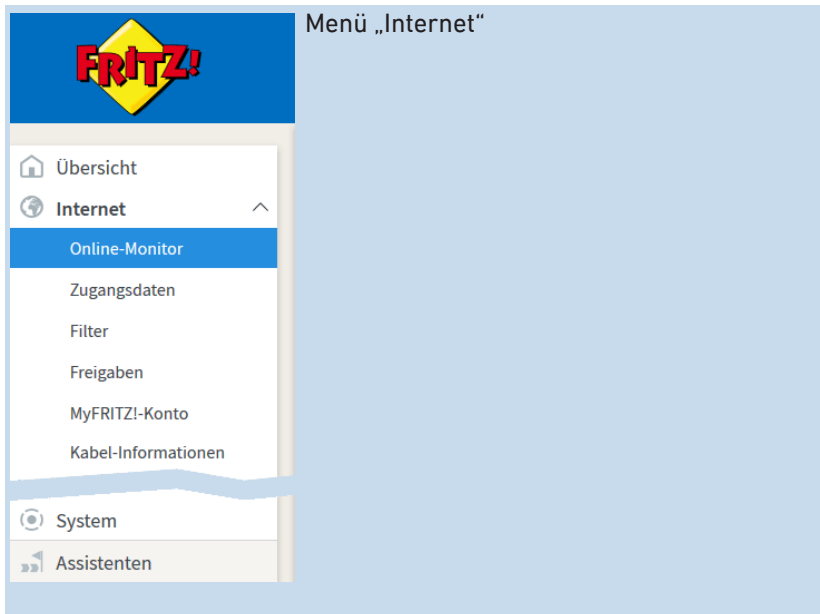 Menü „Internet“
FRITZ!
Übersicht
Internet
Online-Monitor
Zugangsdaten
Filter
Freigaben
MyFRITZ!-Konto
Kabel-Informationen
System
Assistenten